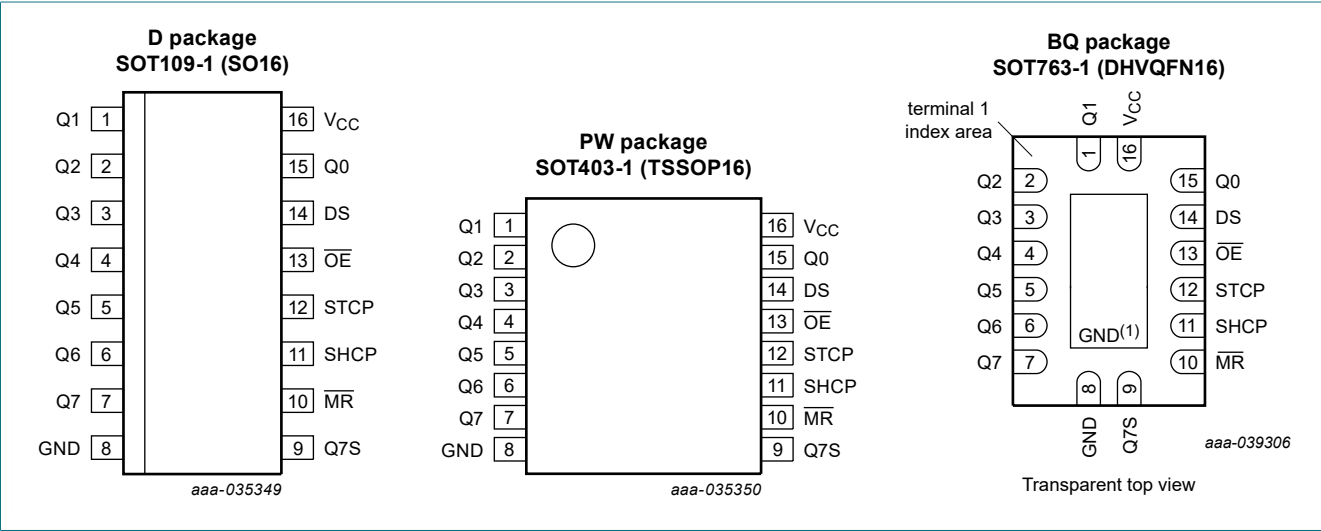 D package
SOT109-1 (SO16)
Q1 1
16 VCC
Q2 2
15 Q0
Q3 3
14 DS
Q4 4
13 O̅E̅
Q5 5
12 STCP
Q6 6
11 SHCP
Q7 7
10 M̅R̅
GND 8
9 Q7S
aaa-035349
PW package
SOT403-1 (TSSOP16)
Q1 1
16 VCC
Q2 2
15 Q0
Q3 3
14 DS
Q4 4
13 O̅E̅
Q5 5
12 STCP
Q6 6
11 SHCP
Q7 7
10 M̅R̅
GND 8
9 Q7S
aaa-035350
BQ package
SOT763-1 (DHVQFN16)
terminal 1
index area
Q1
VCC
1
16
Q2 2
15 Q0
Q3 3
14 DS
Q4 4
13 O̅E̅
Q5 5
12 STCP
Q6 6
11 SHCP
GND(1)
Q7 7
10 M̅R̅
8
9
GND
Q7S
aaa-039306
Transparent top view